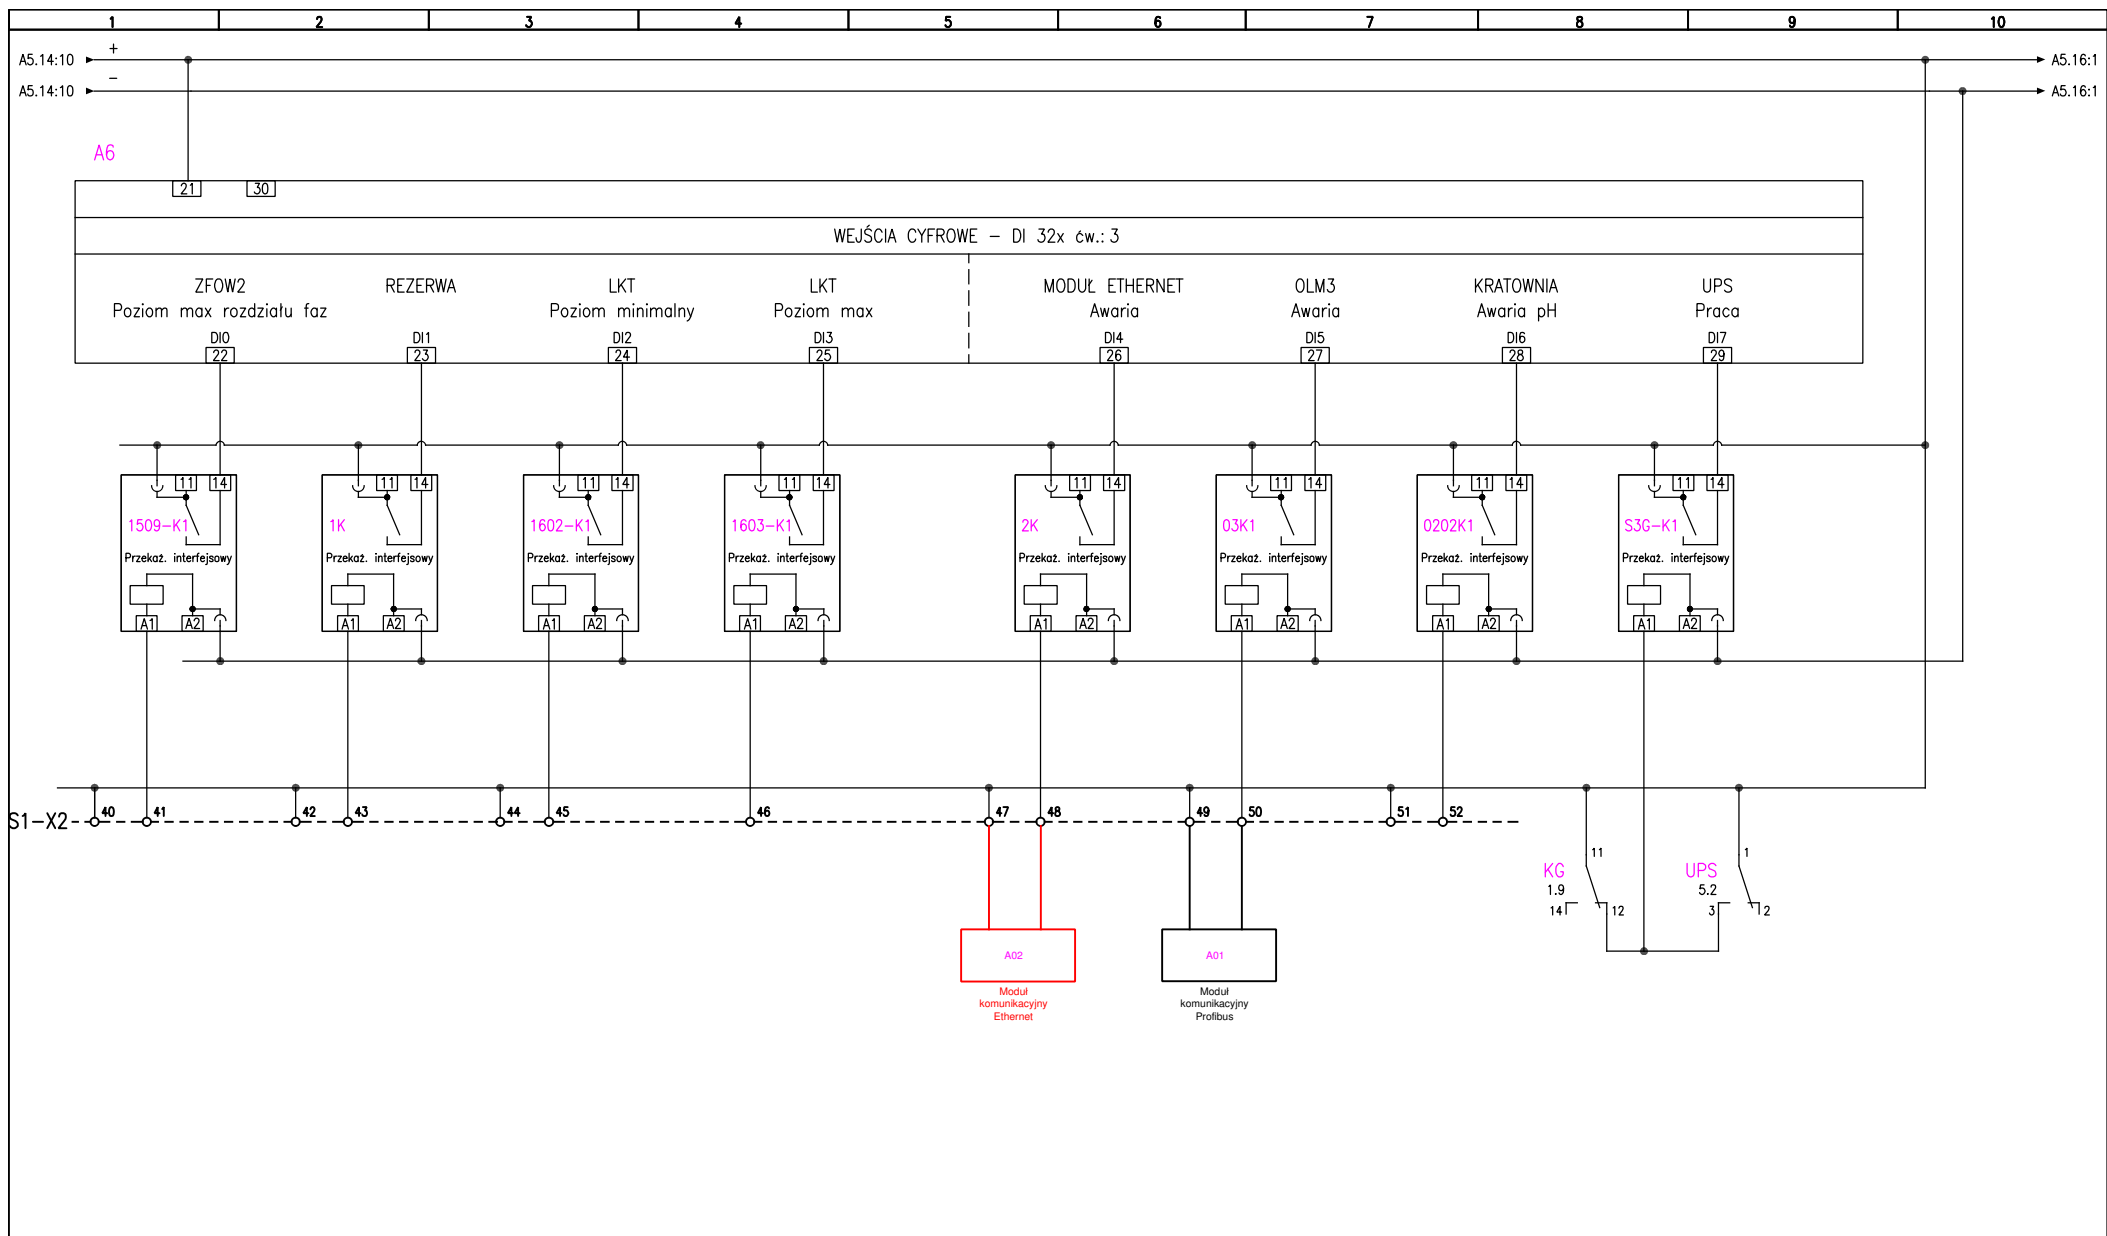 1 2 3 4 5 6 7 8 9 10
A5.14:10 + A5.16:1
A5.14:10 − A5.16:1
A6
21 30
WEJŚCIA CYFROWE − DI 32x ćw.: 3
ZFOW2 REZERWA LKT LKT MODUŁ ETHERNET OLM3 KRATOWNIA UPS
Poziom max rozdziału faz Poziom minimalny Poziom max Awaria Awaria Awaria pH Praca
DI0 DI1 DI2 DI3 DI4 DI5 DI6 DI7
22 23 24 25 26 27 28 29
11 14 11 14 11 14 11 14 11 14 11 14 11 14 11 14
1509−K1 1K 1602−K1 1603−K1 2K 03K1 0202K1 S3G−K1
Przekaż. interfejsowy Przekaż. interfejsowy Przekaż. interfejsowy Przekaż. interfejsowy Przekaż. interfejsowy Przekaż. interfejsowy Przekaż. interfejsowy Przekaż. interfejsowy
A1 A2 A1 A2 A1 A2 A1 A2 A1 A2 A1 A2 A1 A2 A1 A2
S1−X2 40 41 42 43 44 45 46 47 48 49 50 51 52
11 1
KG UPS
1.9 5.2
14 12 3 2
A02 A01
Moduł Moduł
komunikacyjny komunikacyjny
Ethernet Profibus